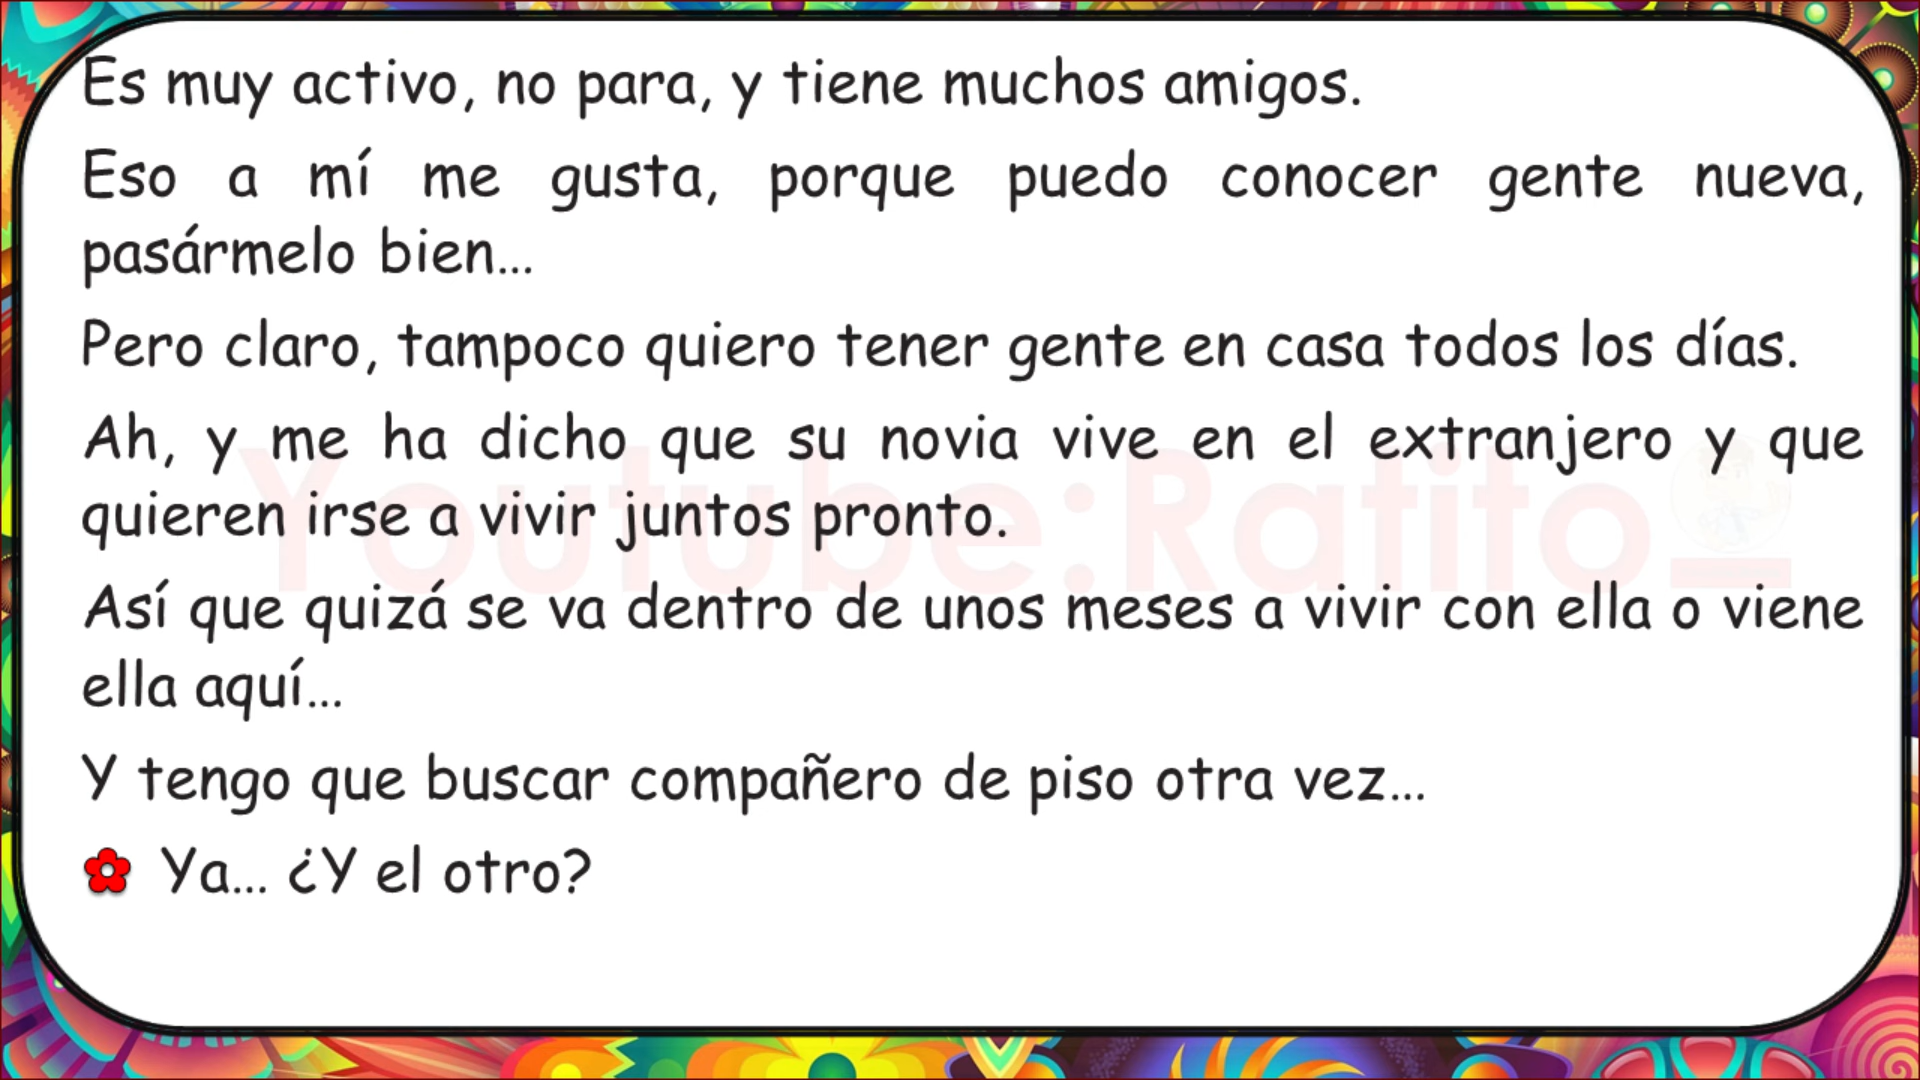 Es muy activo, no para, y tiene muchos amigos.
Eso a mí me gusta, porque puedo conocer gente nueva,
pasármelo bien...
Pero claro, tampoco quiero tener gente en casa todos los días.
Ah, y me ha dicho que su novia vive en el extranjero y que
quieren irse a vivir juntos pronto.
Youtube:Ratito
Así que quizá se va dentro de unos meses a vivir con ella o viene
ella aquí...
Y tengo que buscar compañero de piso otra vez...
Ya... ¿Y el otro?